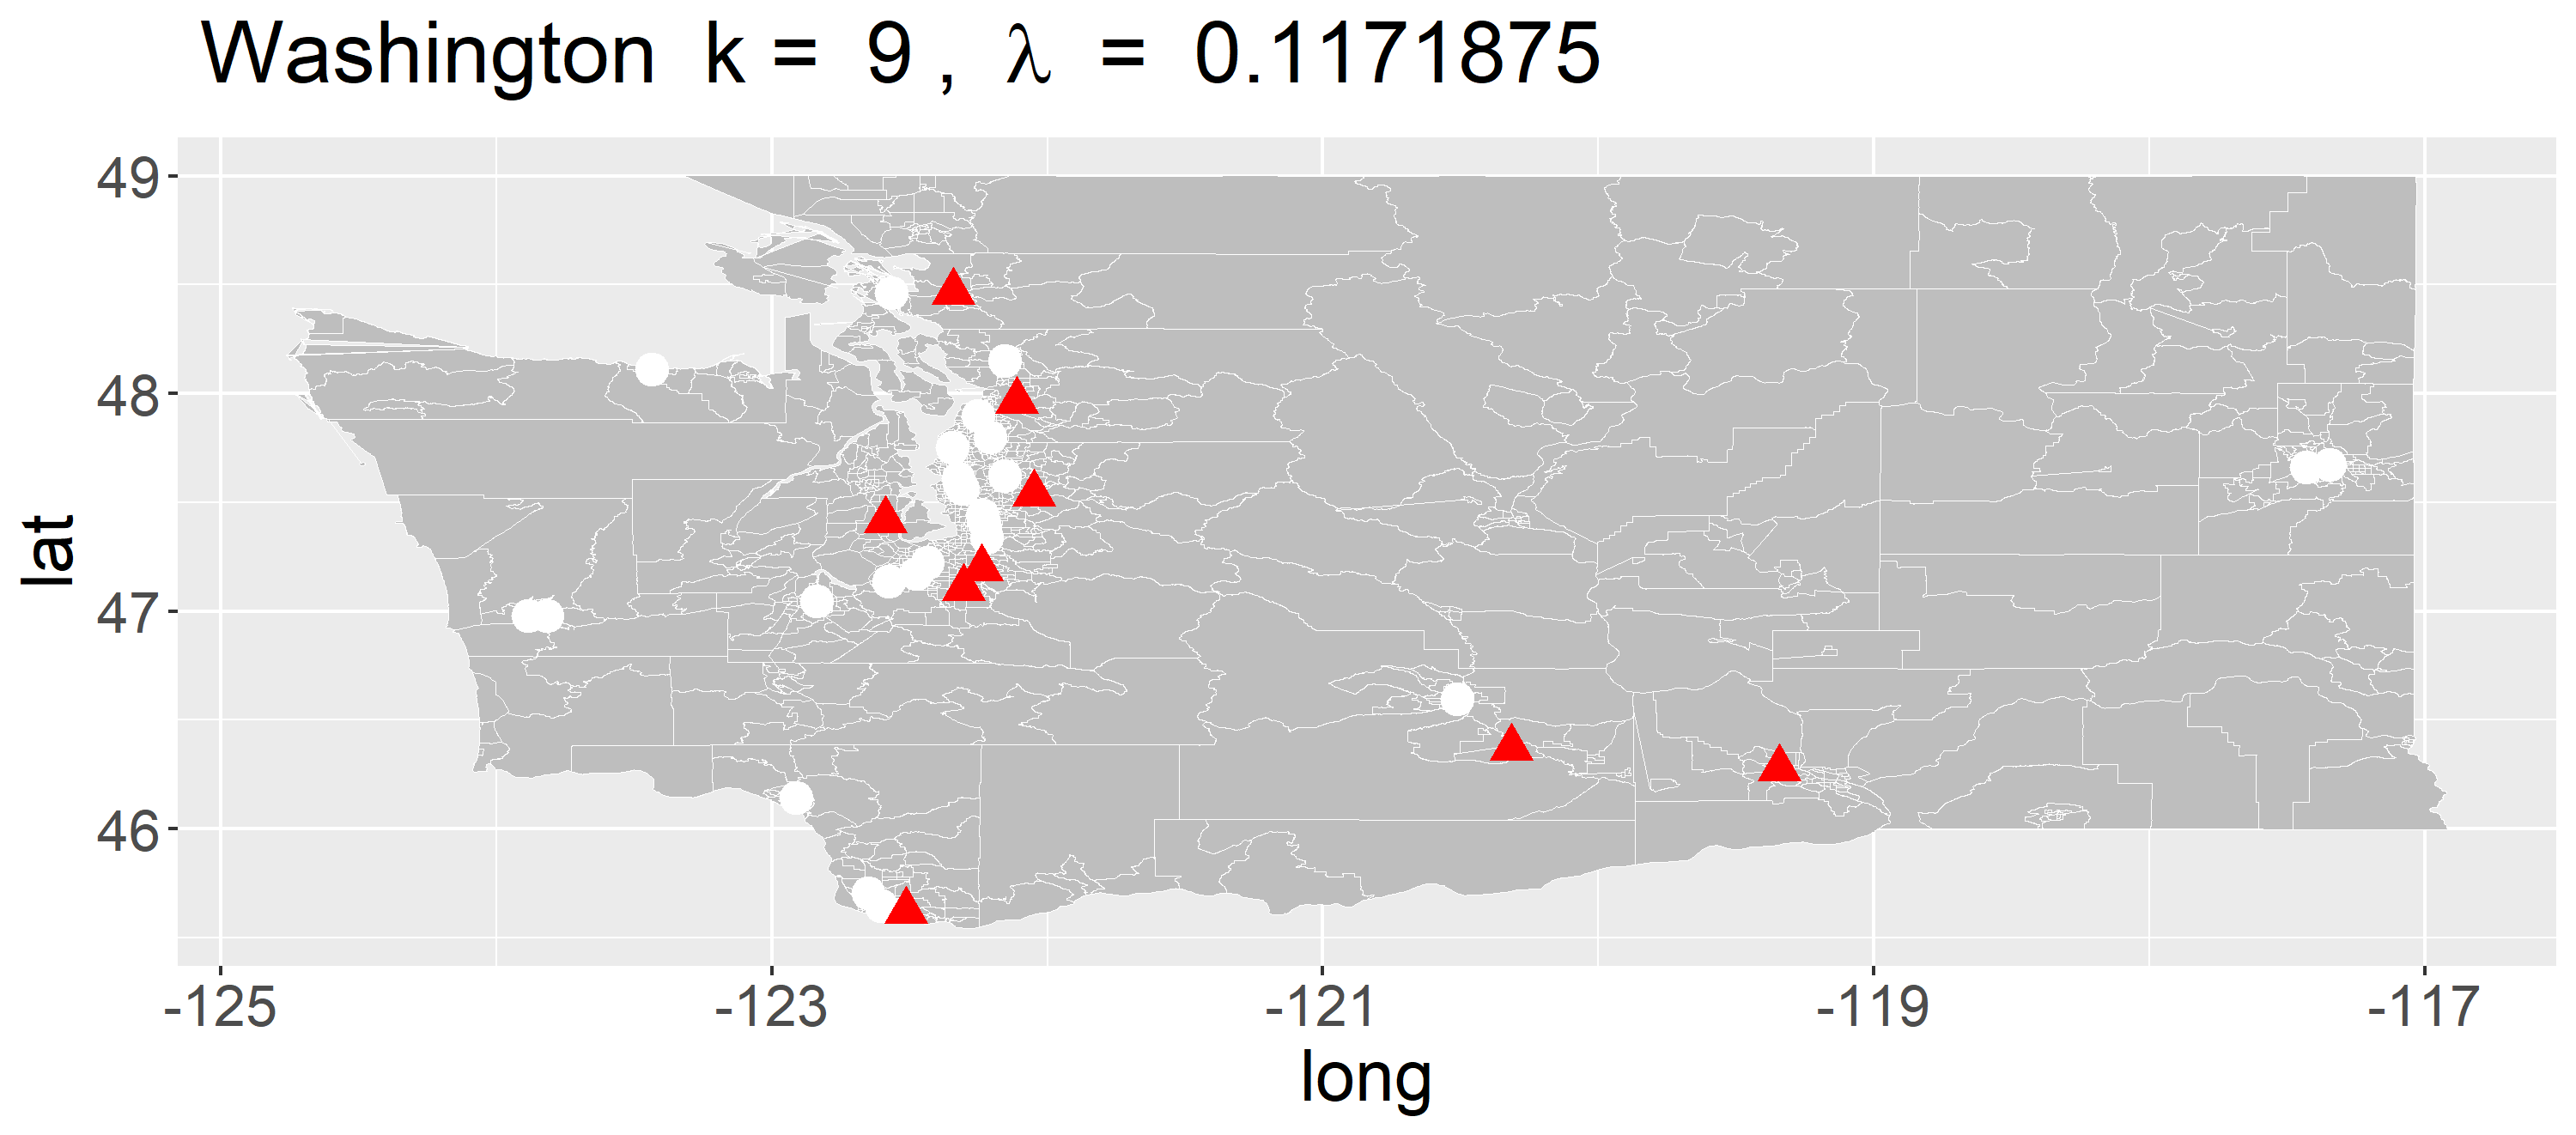 Washington k = 9 , λ = 0.1171875
49
48
47
46
lat
-125 -123 -121 -119 -117
long